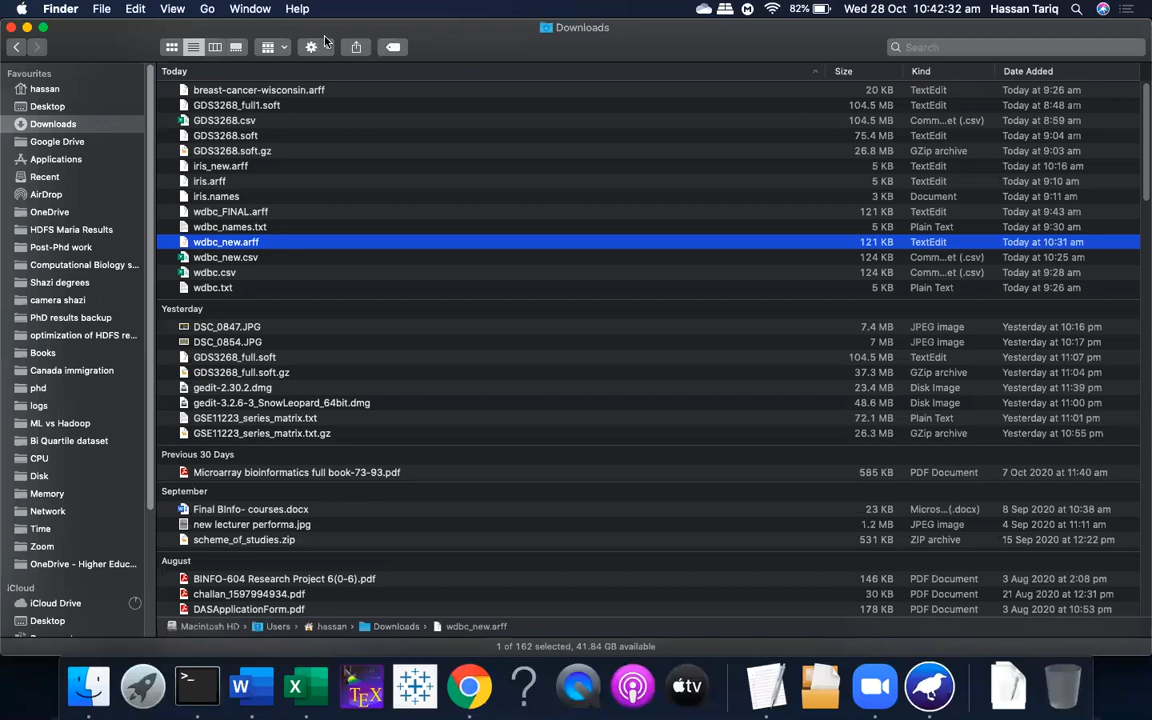 Finder File Edit View Go Window Help 82% Wed 28 Oct 10:42:32 am Hassan Tariq
Downloads
Search
Favourites
hassan
Desktop
Downloads
Google Drive
Applications
Recent
AirDrop
OneDrive
HDFS Maria Results
Post-Phd work
Computational Biology s...
Shazi degrees
camera shazi
PhD results backup
optimization of HDFS re...
Books
Canada immigration
phd
logs
ML vs Hadoop
Bi Quartile dataset
CPU
Disk
Memory
Network
Time
Zoom
OneDrive - Higher Educ...
iCloud
iCloud Drive
Desktop
Today Size Kind Date Added
breast-cancer-wisconsin.arff 20 KB TextEdit Today at 9:26 am
GDS3268_full1.soft 104.5 MB TextEdit Today at 8:48 am
GDS3268.csv 104.5 MB Comm...et (.csv) Today at 8:59 am
GDS3268.soft 75.4 MB TextEdit Today at 9:04 am
GDS3268.soft.gz 26.8 MB GZip archive Today at 9:03 am
iris_new.arff 5 KB TextEdit Today at 10:16 am
iris.arff 5 KB TextEdit Today at 9:10 am
iris.names 3 KB Document Today at 9:11 am
wdbc_FINAL.arff 121 KB TextEdit Today at 9:43 am
wdbc_names.txt 5 KB Plain Text Today at 9:30 am
wdbc_new.arff 121 KB TextEdit Today at 10:31 am
wdbc_new.csv 124 KB Comm...et (.csv) Today at 10:25 am
wdbc.csv 124 KB Comm...et (.csv) Today at 9:28 am
wdbc.txt 5 KB Plain Text Today at 9:26 am
Yesterday
DSC_0847.JPG 7.4 MB JPEG image Yesterday at 10:16 pm
DSC_0854.JPG 7 MB JPEG image Yesterday at 10:17 pm
GDS3268_full.soft 104.5 MB TextEdit Yesterday at 11:07 pm
GDS3268_full.soft.gz 37.3 MB GZip archive Yesterday at 11:04 pm
gedit-2.30.2.dmg 23.4 MB Disk Image Yesterday at 11:39 pm
gedit-3.2.6-3_SnowLeopard_64bit.dmg 48.6 MB Disk Image Yesterday at 11:03 pm
GSE11223_series_matrix.txt 72.1 MB Plain Text Yesterday at 11:01 pm
GSE11223_series_matrix.txt.gz 26.3 MB GZip archive Yesterday at 10:55 pm
Previous 30 Days
Microarray bioinformatics full book-73-93.pdf 585 KB PDF Document 7 Oct 2020 at 11:40 am
September
Final BInfo- courses.docx 23 KB Micros...(.docx) 8 Sep 2020 at 10:38 am
new lecturer performa.jpg 1.2 MB JPEG image 4 Sep 2020 at 11:11 am
scheme_of_studies.zip 531 KB ZIP archive 15 Sep 2020 at 12:22 pm
August
BINFO-604 Research Project 6(0-6).pdf 146 KB PDF Document 3 Aug 2020 at 2:08 pm
challan_1597994934.pdf 30 KB PDF Document 21 Aug 2020 at 12:31 pm
DASApplicationForm.pdf 178 KB PDF Document 3 Aug 2020 at 10:53 pm
Macintosh HD › Users › hassan › Downloads › wdbc_new.arff
1 of 162 selected, 41.84 GB available
W X TEX tv